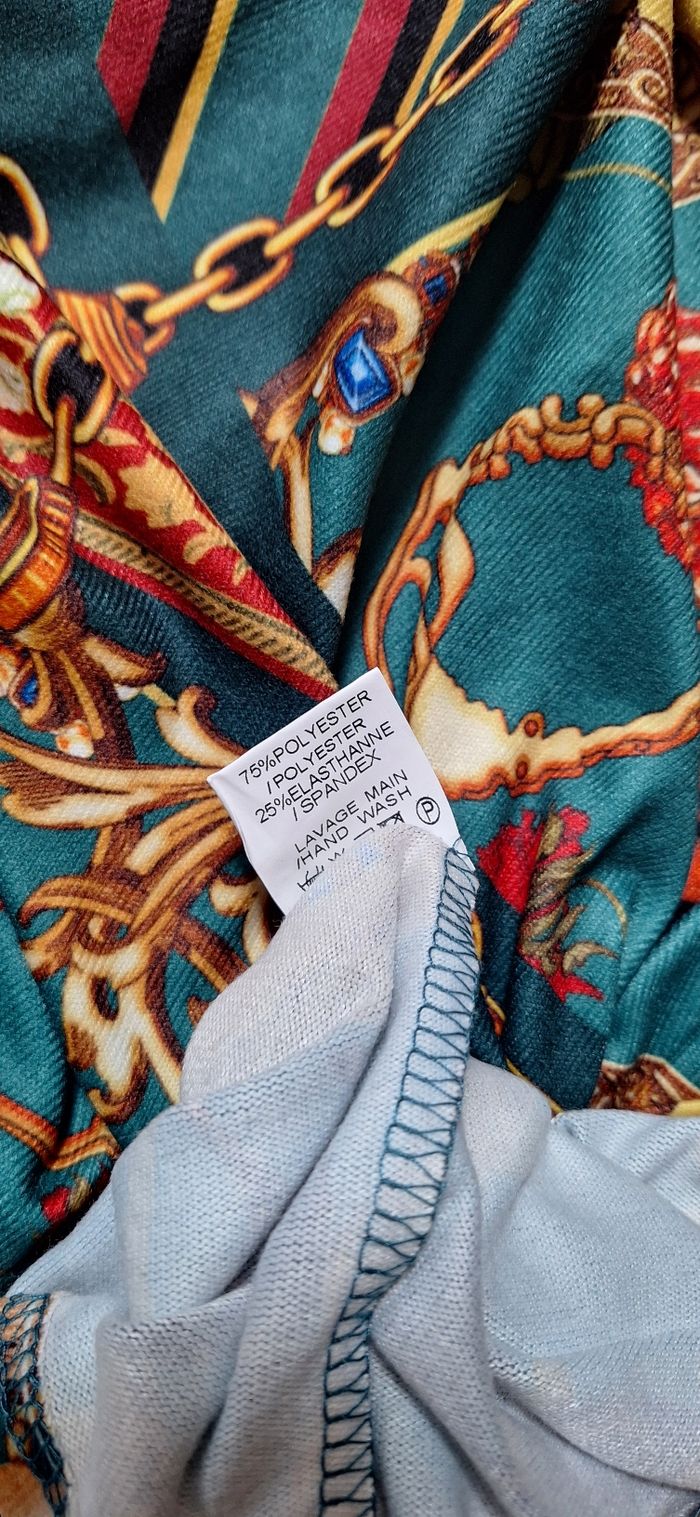 75%POLYESTER
/POLYESTER
25%ELASTHANNE
/SPANDEX
LAVAGE MAIN
/HAND WASH
P